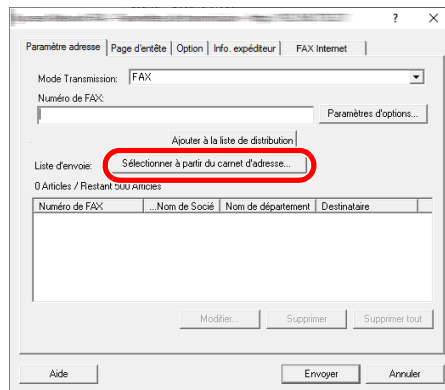 ? ×
Paramètre adresse Page d'entête Option Info. expéditeur FAX Internet
Mode Transmission: FAX
Numéro de FAX:
Paramètres d'options...
Ajouter à la liste de distribution
Liste d'envoie: Sélectionner à partir du carnet d'adresse...
0 Articles / Restant 500 Articles
Numéro de FAX ...Nom de Socié Nom de département Destinataire
Modifier... Supprimer Supprimer tout
Aide Envoyer Annuler